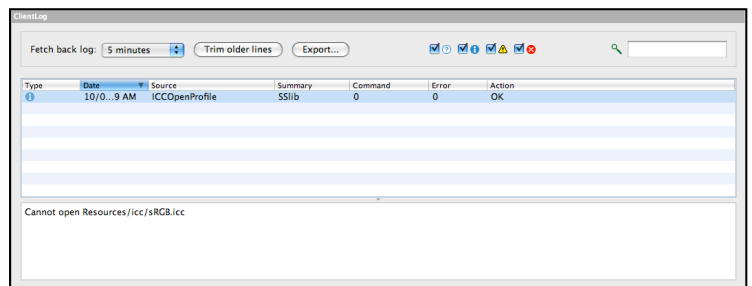 ClientLog
Fetch back log: 5 minutes Trim older lines Export...
Type Date Source Summary Command Error Action
10/0...9 AM ICCOpenProfile SSlib 0 0 OK
Cannot open Resources/icc/sRGB.icc